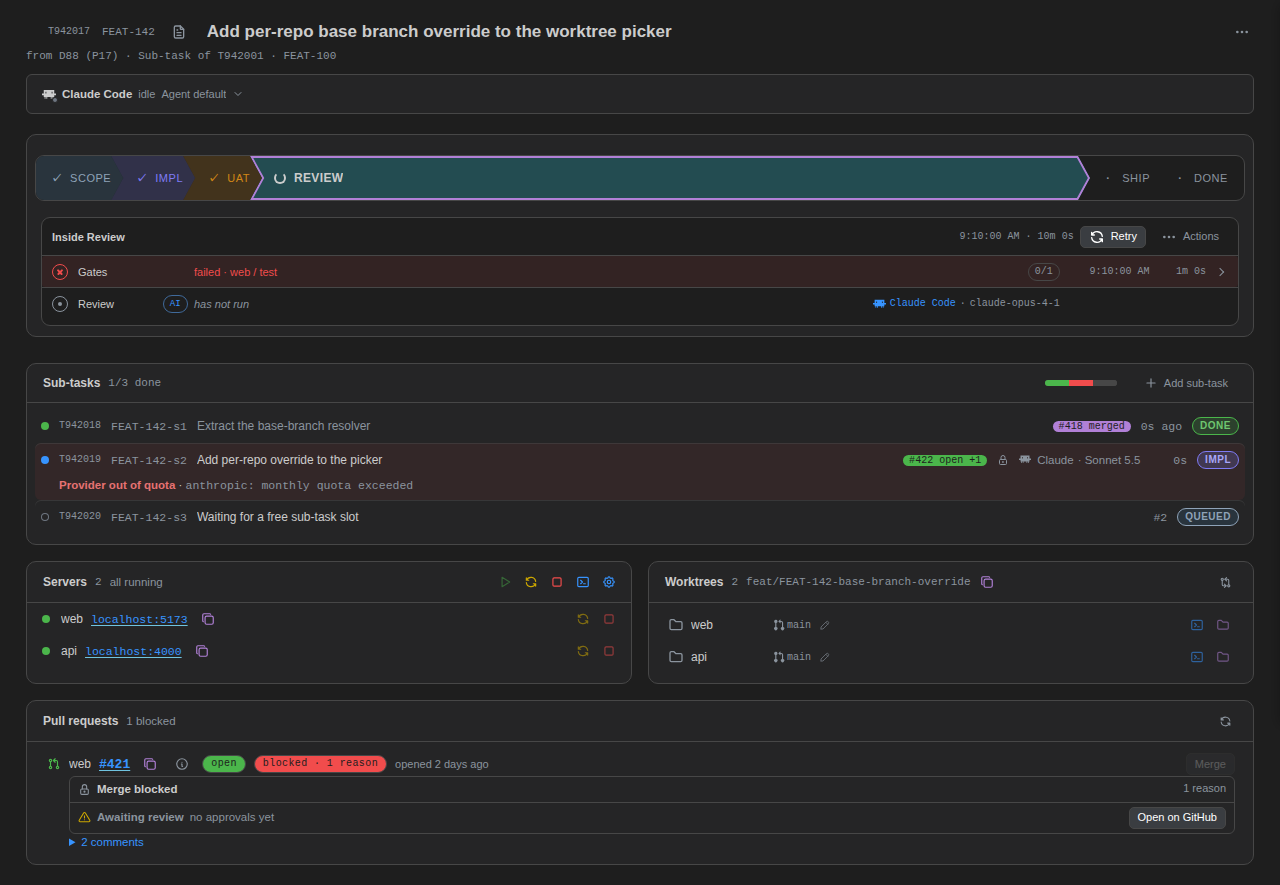 T942017 FEAT-142 Add per-repo base branch override to the worktree picker
from D88 (P17) · Sub-task of T942001 · FEAT-100
Claude Code idle Agent default
SCOPE IMPL UAT REVIEW SHIP DONE
Inside Review 9:10:00 AM · 10m 0s Retry Actions
Gates failed · web / test 0/1 9:10:00 AM 1m 0s
Review AI has not run Claude Code · claude-opus-4-1
Sub-tasks 1/3 done Add sub-task
T942018 FEAT-142-s1 Extract the base-branch resolver #418 merged 0s ago DONE
T942019 FEAT-142-s2 Add per-repo override to the picker #422 open +1 Claude · Sonnet 5.5 0s IMPL
Provider out of quota · anthropic: monthly quota exceeded
T942020 FEAT-142-s3 Waiting for a free sub-task slot #2 QUEUED
Servers 2 all running
web localhost:5173
api localhost:4000
Worktrees 2 feat/FEAT-142-base-branch-override
web main
api main
Pull requests 1 blocked
web #421 open blocked · 1 reason opened 2 days ago Merge
Merge blocked 1 reason
Awaiting review no approvals yet Open on GitHub
2 comments